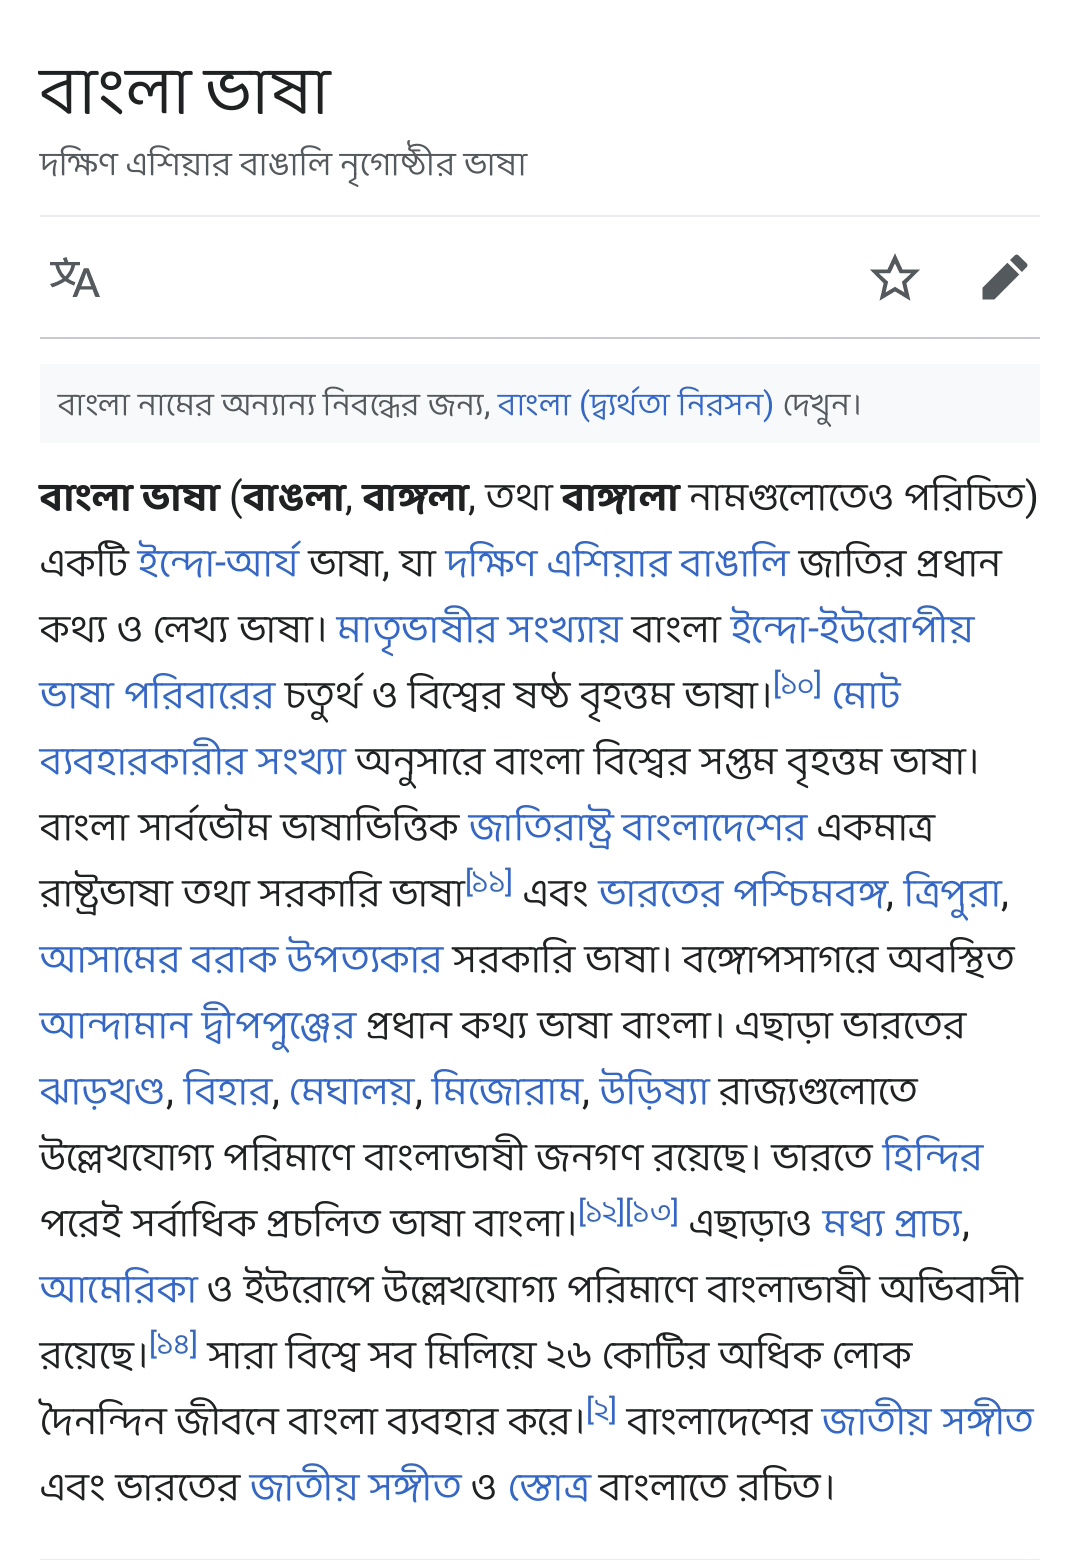 বাংলা ভাষা
দক্ষিণ এশিয়ার বাঙালি নৃগোষ্ঠীর ভাষা
বাংলা নামের অন্যান্য নিবন্ধের জন্য, বাংলা (দ্ব্যর্থতা নিরসন) দেখুন।
বাংলা ভাষা (বাঙলা, বাঙ্গলা, তথা বাঙ্গালা নামগুলোতেও পরিচিত)
একটি ইন্দো-আর্য ভাষা, যা দক্ষিণ এশিয়ার বাঙালি জাতির প্রধান
কথ্য ও লেখ্য ভাষা। মাতৃভাষীর সংখ্যায় বাংলা ইন্দো-ইউরোপীয়
ভাষা পরিবারের চতুর্থ ও বিশ্বের ষষ্ঠ বৃহত্তম ভাষা।[১০] মোট
ব্যবহারকারীর সংখ্যা অনুসারে বাংলা বিশ্বের সপ্তম বৃহত্তম ভাষা।
বাংলা সার্বভৌম ভাষাভিত্তিক জাতিরাষ্ট্র বাংলাদেশের একমাত্র
রাষ্ট্রভাষা তথা সরকারি ভাষা[১১] এবং ভারতের পশ্চিমবঙ্গ, ত্রিপুরা,
আসামের বরাক উপত্যকার সরকারি ভাষা। বঙ্গোপসাগরে অবস্থিত
আন্দামান দ্বীপপুঞ্জের প্রধান কথ্য ভাষা বাংলা। এছাড়া ভারতের
ঝাড়খণ্ড, বিহার, মেঘালয়, মিজোরাম, উড়িষ্যা রাজ্যগুলোতে
উল্লেখযোগ্য পরিমাণে বাংলাভাষী জনগণ রয়েছে। ভারতে হিন্দির
পরেই সর্বাধিক প্রচলিত ভাষা বাংলা।[১২][১৩] এছাড়াও মধ্য প্রাচ্য,
আমেরিকা ও ইউরোপে উল্লেখযোগ্য পরিমাণে বাংলাভাষী অভিবাসী
রয়েছে।[১৪] সারা বিশ্বে সব মিলিয়ে ২৬ কোটির অধিক লোক
দৈনন্দিন জীবনে বাংলা ব্যবহার করে।[২] বাংলাদেশের জাতীয় সঙ্গীত
এবং ভারতের জাতীয় সঙ্গীত ও স্তোত্র বাংলাতে রচিত।